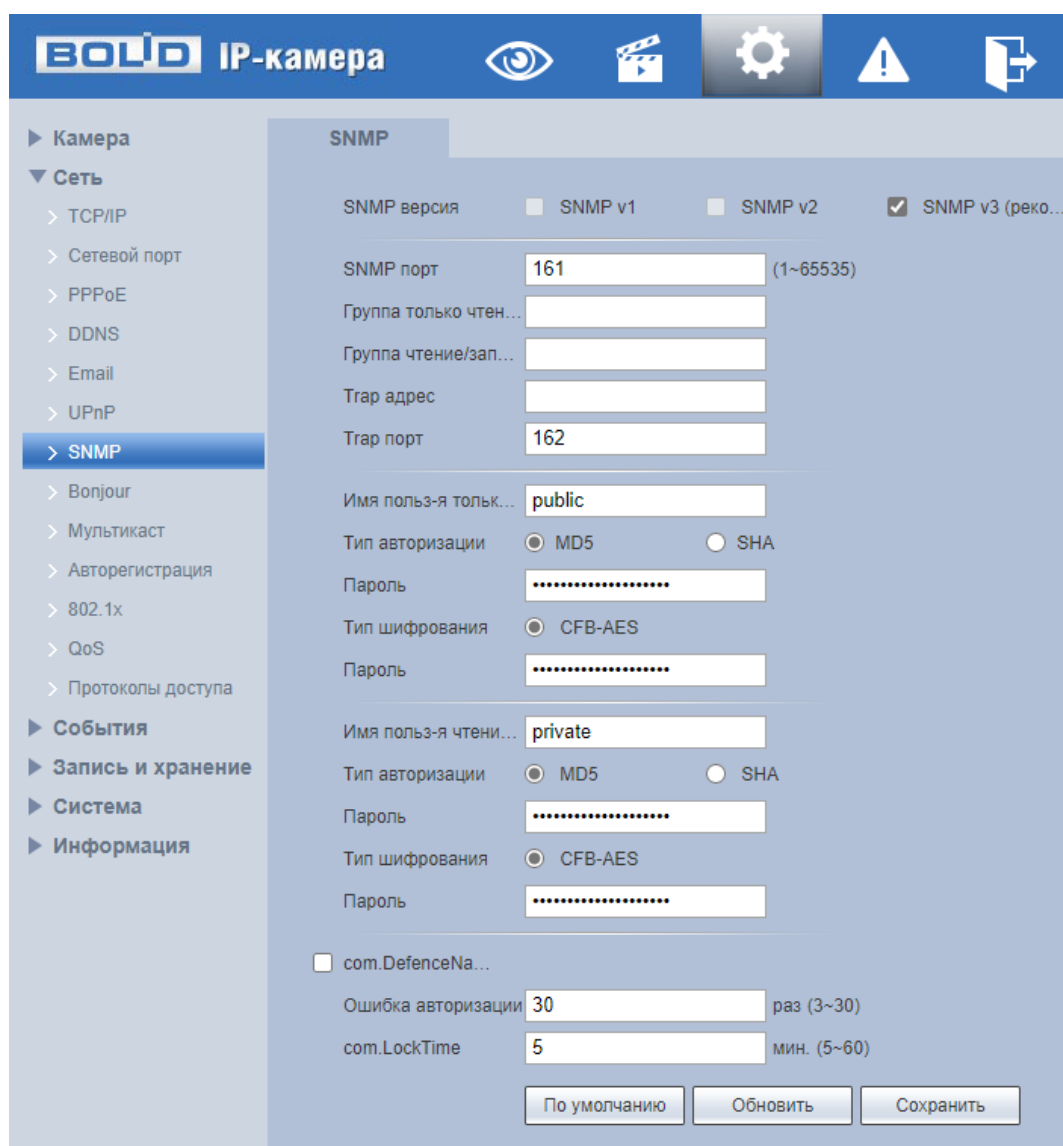 BOLID IP-камера
Камера
Сеть
TCP/IP
Сетевой порт
PPPoE
DDNS
Email
UPnP
SNMP
Bonjour
Мультикаст
Авторегистрация
802.1x
QoS
Протоколы доступа
События
Запись и хранение
Система
Информация
SNMP
SNMP версия SNMP v1 SNMP v2 SNMP v3 (реко...
SNMP порт 161 (1~65535)
Группа только чтен...
Группа чтение/зап...
Trap адрес
Trap порт 162
Имя польз-я тольк... public
Тип авторизации MD5 SHA
Пароль ••••••••••••••••••••
Тип шифрования CFB-AES
Пароль ••••••••••••••••••••
Имя польз-я чтени... private
Тип авторизации MD5 SHA
Пароль ••••••••••••••••••••
Тип шифрования CFB-AES
Пароль ••••••••••••••••••••
com.DefenceNa...
Ошибка авторизации 30 раз (3~30)
com.LockTime 5 мин. (5~60)
По умолчанию Обновить Сохранить